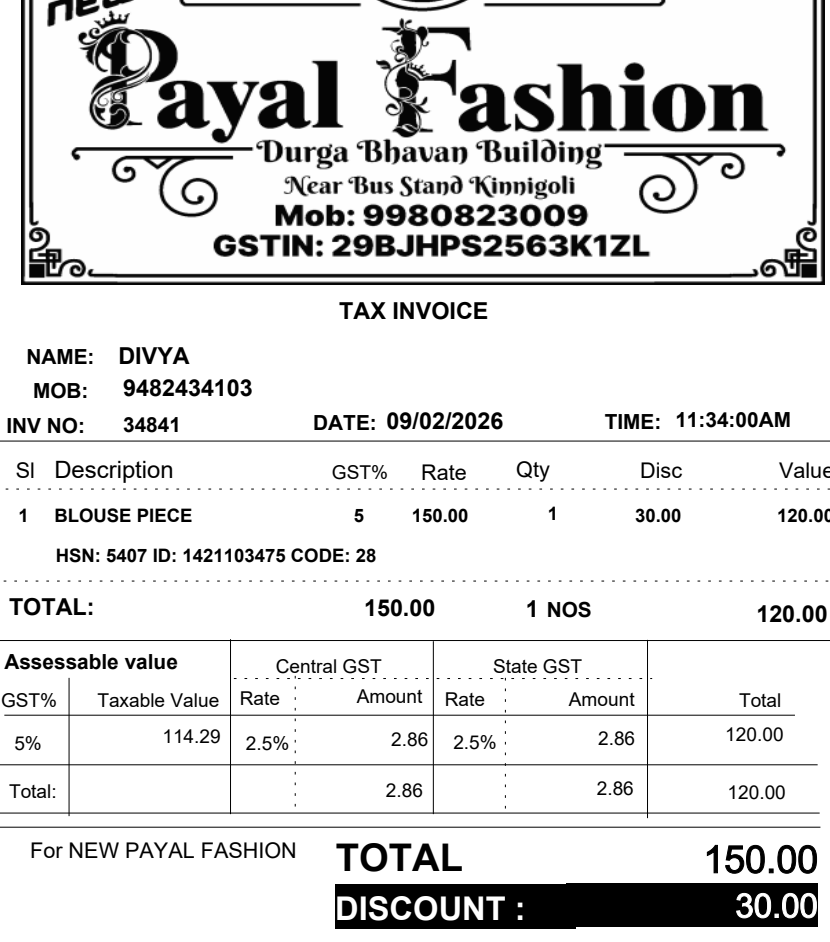 new
Payal Fashion
Durga Bhavan Building
Near Bus Stand Kinnigoli
Mob: 9980823009
GSTIN: 29BJHPS2563K1ZL
TAX INVOICE
NAME: DIVYA
MOB: 9482434103
INV NO: 34841 DATE: 09/02/2026 TIME: 11:34:00AM
Sl Description GST% Rate Qty Disc Value
1 BLOUSE PIECE 5 150.00 1 30.00 120.00
HSN: 5407 ID: 1421103475 CODE: 28
TOTAL: 150.00 1 NOS 120.00
Assessable value Central GST State GST
GST% Taxable Value Rate Amount Rate Amount Total
5% 114.29 2.5% 2.86 2.5% 2.86 120.00
Total: 2.86 2.86 120.00
For NEW PAYAL FASHION TOTAL 150.00
DISCOUNT : 30.00